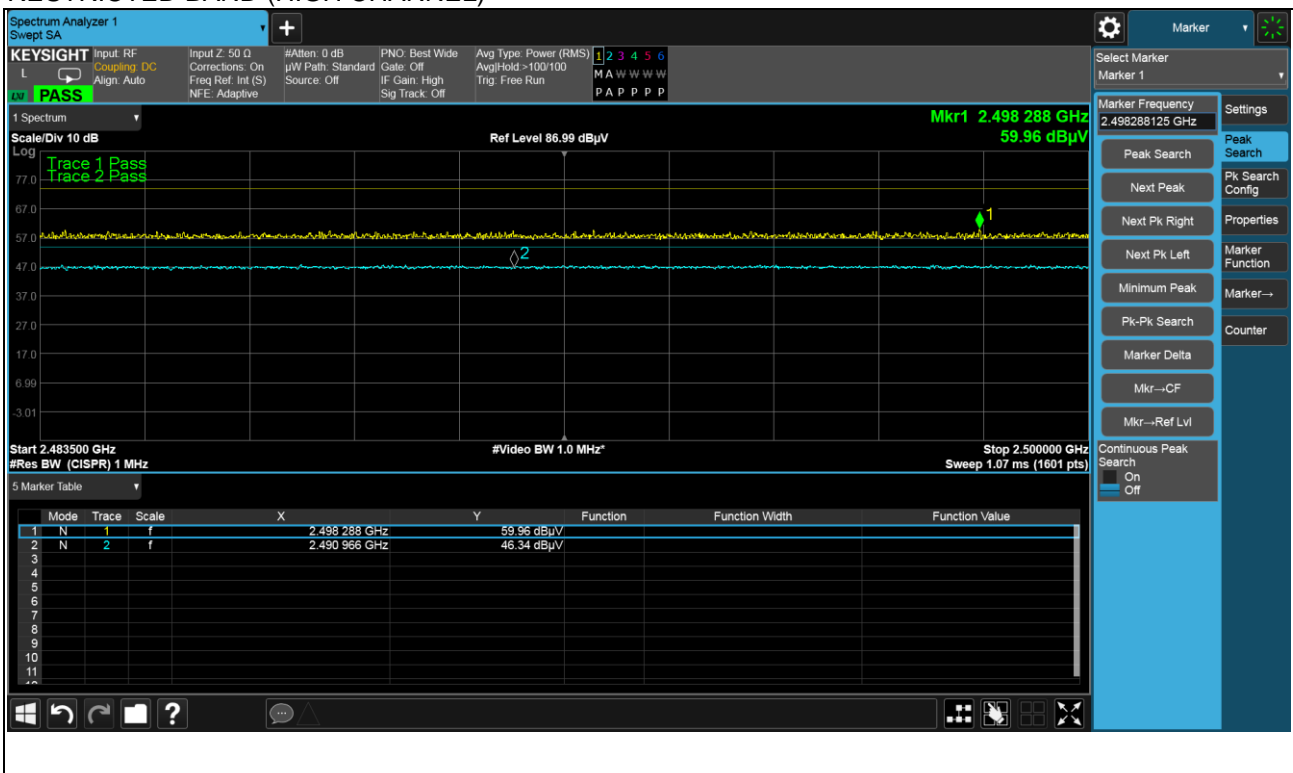 RESTRICTED BAND (HIGH CHANNEL)
Spectrum Analyzer 1
Swept SA
+
Marker
KEYSIGHT
L
LXI
PASS
Input: RF
Coupling: DC
Align: Auto
Input Z: 50 Ω
Corrections: On
Freq Ref: Int (S)
NFE: Adaptive
#Atten: 0 dB
µW Path: Standard
Source: Off
PNO: Best Wide
Gate: Off
IF Gain: High
Sig Track: Off
Avg Type: Power (RMS)
Avg|Hold:>100/100
Trig: Free Run
1 2 3 4 5 6
M A W W W W
P A P P P P
Select Marker
Marker 1
1 Spectrum
Scale/Div 10 dB
Log
Ref Level 86.99 dBµV
Mkr1 2.498 288 GHz
59.96 dBµV
Trace 1 Pass
Trace 2 Pass
77.0
67.0
57.0
47.0
37.0
27.0
17.0
6.99
-3.01
1
2
Start 2.483500 GHz
#Res BW (CISPR) 1 MHz
#Video BW 1.0 MHz*
Stop 2.500000 GHz
Sweep 1.07 ms (1601 pts)
Marker Frequency
2.498288125 GHz
Peak Search
Next Peak
Next Pk Right
Next Pk Left
Minimum Peak
Pk-Pk Search
Marker Delta
Mkr→CF
Mkr→Ref Lvl
Continuous Peak
Search
On
Off
Settings
Peak
Search
Pk Search
Config
Properties
Marker
Function
Marker→
Counter
5 Marker Table
Mode Trace Scale X Y Function Function Width Function Value
1 N 1 f 2.498 288 GHz 59.96 dBµV
2 N 2 f 2.490 966 GHz 46.34 dBµV
3
4
5
6
7
8
9
10
11
?